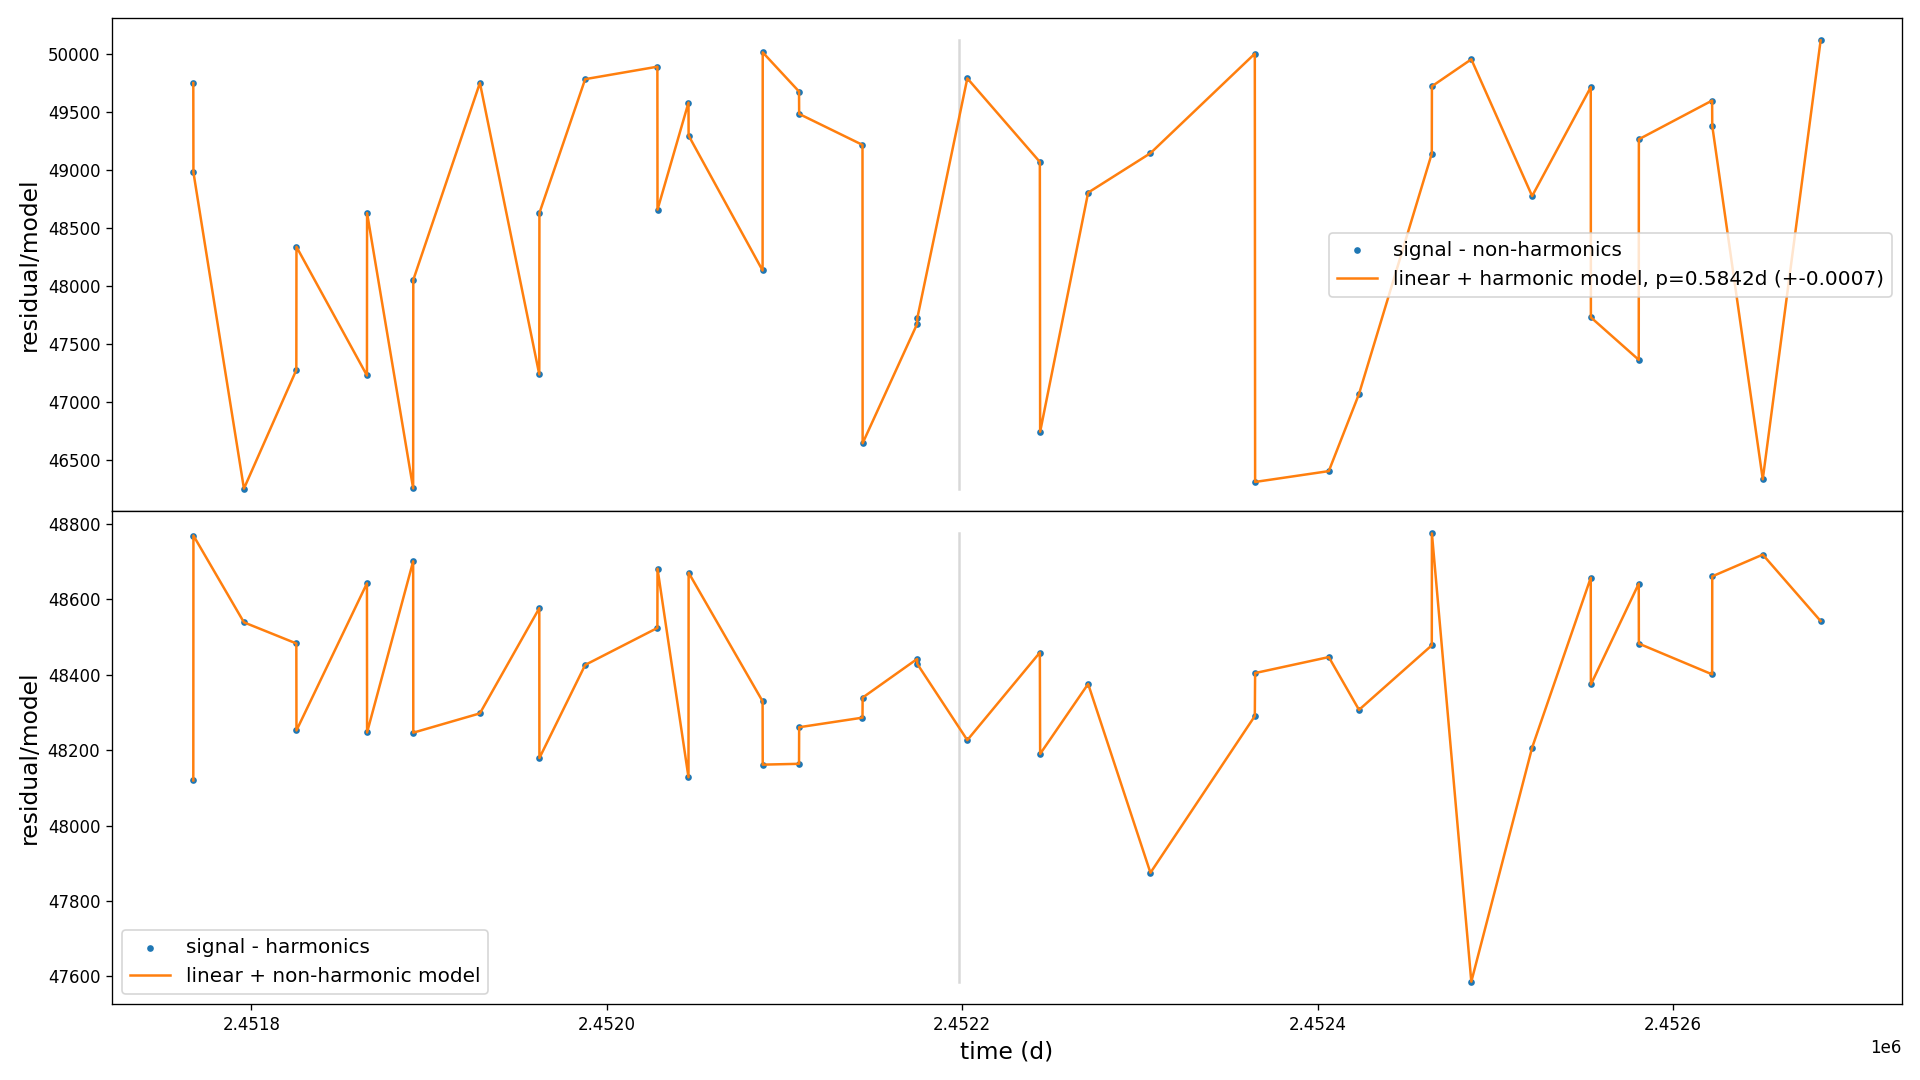 50000
49500
49000
48500
48000
47500
47000
46500
residual/model
signal - non-harmonics
linear + harmonic model, p=0.5842d (+-0.0007)
48800
48600
48400
48200
48000
47800
47600
residual/model
signal - harmonics
linear + non-harmonic model
2.4518 2.4520 2.4522 2.4524 2.4526
time (d)
1e6